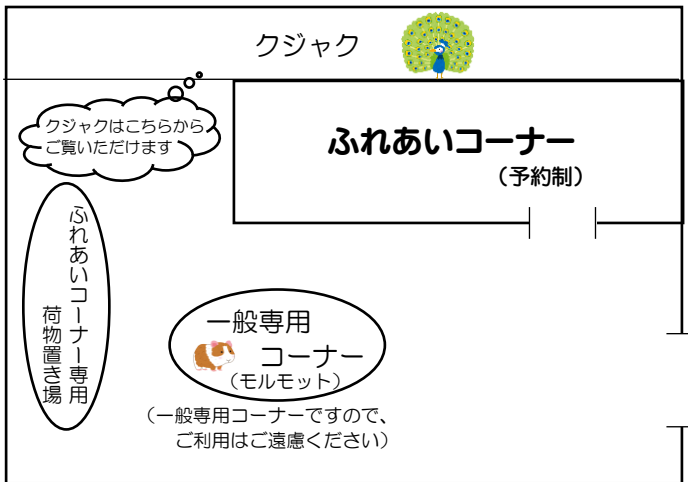 クジャク
クジャクはこちらから
ご覧いただけます
ふれあいコーナー
(予約制)
ふれあいコーナー専用
荷物置き場
一般専用
コーナー
(モルモット)
(一般専用コーナーですので、
ご利用はご遠慮ください)